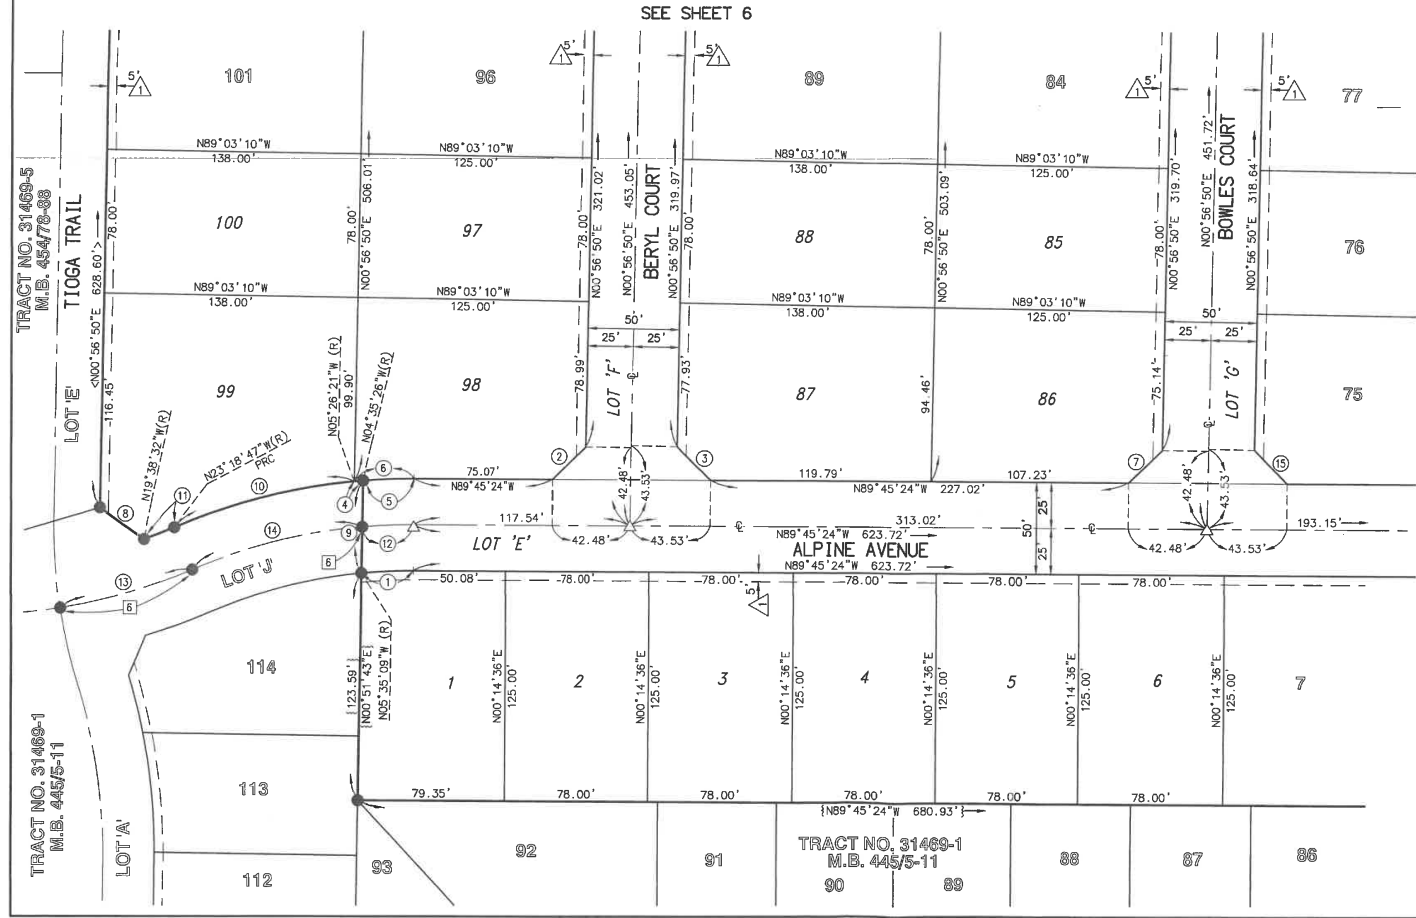 SEE SHEET 6
101
96
89
84
77
5'
1
5'
1
5'
1
5'
1
5'
1
N89°03'10"W
138.00'
N89°03'10"W
125.00'
N89°03'10"W
138.00'
N89°03'10"W
125.00'
TRACT NO. 31469-5
M.B. 454/78-88
LOT 'E'
TIOGA TRAIL
<N00°56'50"E 628.60'>
78.00'
100
78.00'
N00°56'50"E 506.01'
97
78.00'
N00°56'50"E 321.02'
N00°56'50"E 453.05'
BERYL COURT
N00°56'50"E 319.97'
78.00'
88
78.00'
N00°56'50"E 503.09'
85
78.00'
N00°56'50"E 319.70'
N00°56'50"E 451.72'
BOWLES COURT
N00°56'50"E 318.64'
76
N89°03'10"W
138.00'
N89°03'10"W
125.00'
N89°03'10"W
138.00'
N89°03'10"W
125.00'
50'
25' 25'
50'
25' 25'
116.45'
99
N05°26'21"W (R)
99.90'
N04°35'26"W(R)
98
78.99'
LOT 'F'
℄
77.93'
87
94.46'
86
75.14'
LOT 'G'
℄
75
N19°38'32"W(R)
N23°18'47"W(R)
PRC
8
11
10
4
6
5
75.07'
N89°45'24"W
2
3
42.48'
43.53'
119.79'
N89°45'24"W 227.02'
107.23'
7
15
42.48'
43.53'
14
9
12
6
117.54'
LOT 'E'
42.48' 43.53'
℄
313.02'
N89°45'24"W 623.72'
ALPINE AVENUE
N89°45'24"W 623.72'
℄
50'
25'
25'
42.48' 43.53'
193.15'
13
6
LOT 'J'
1
50.08'
78.00'
78.00'
78.00'
78.00'
78.00'
5'
1
114
{123.59'}
{N00°51'43"E}
N05°35'09"W (R)
1
N00°14'36"E
125.00'
2
N00°14'36"E
125.00'
3
N00°14'36"E
125.00'
4
N00°14'36"E
125.00'
5
N00°14'36"E
125.00'
6
N00°14'36"E
125.00'
7
TRACT NO. 31469-1
M.B. 445/5-11
LOT 'A'
113
79.35'
78.00'
78.00'
78.00'
78.00'
78.00'
{N89°45'24"W 680.93'}
112
93
92
91
TRACT NO. 31469-1
M.B. 445/5-11
90
89
88
87
86